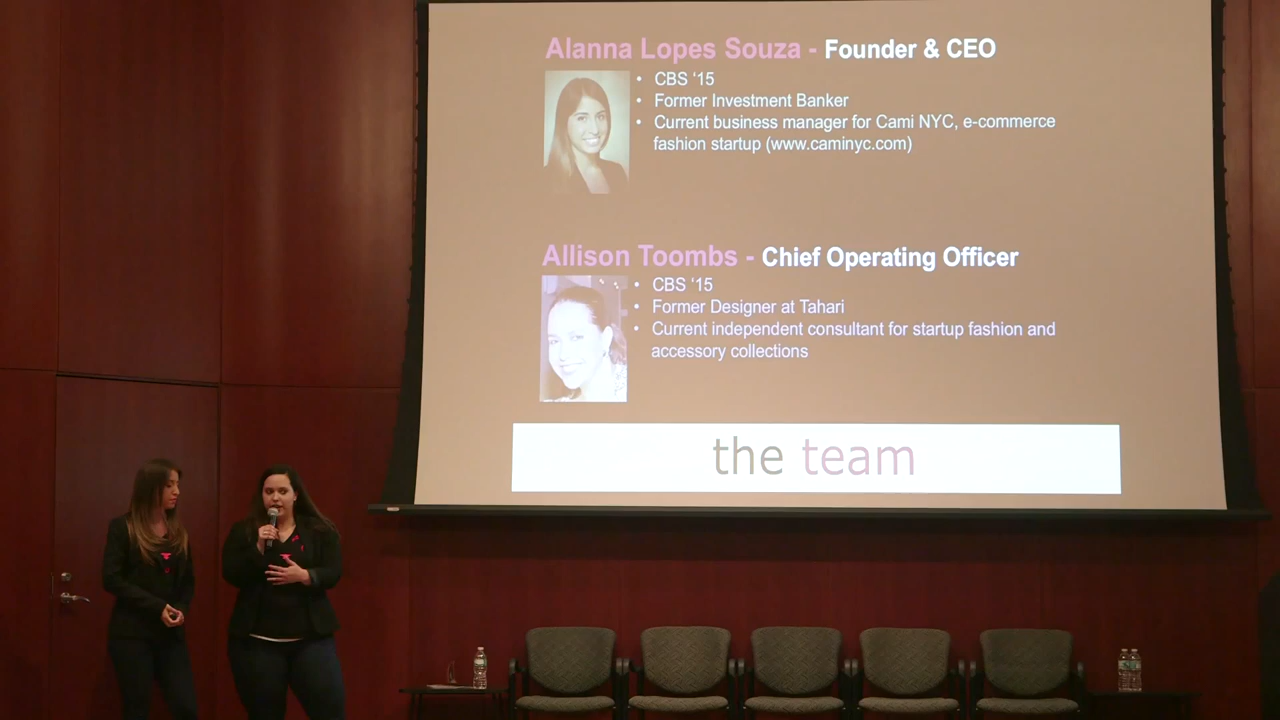 Alanna Lopes Souza - Founder & CEO
• CBS ‘15
• Former Investment Banker
• Current business manager for Cami NYC, e-commerce
fashion startup (www.caminyc.com)
Allison Toombs - Chief Operating Officer
• CBS ‘15
• Former Designer at Tahari
• Current independent consultant for startup fashion and
accessory collections
the team